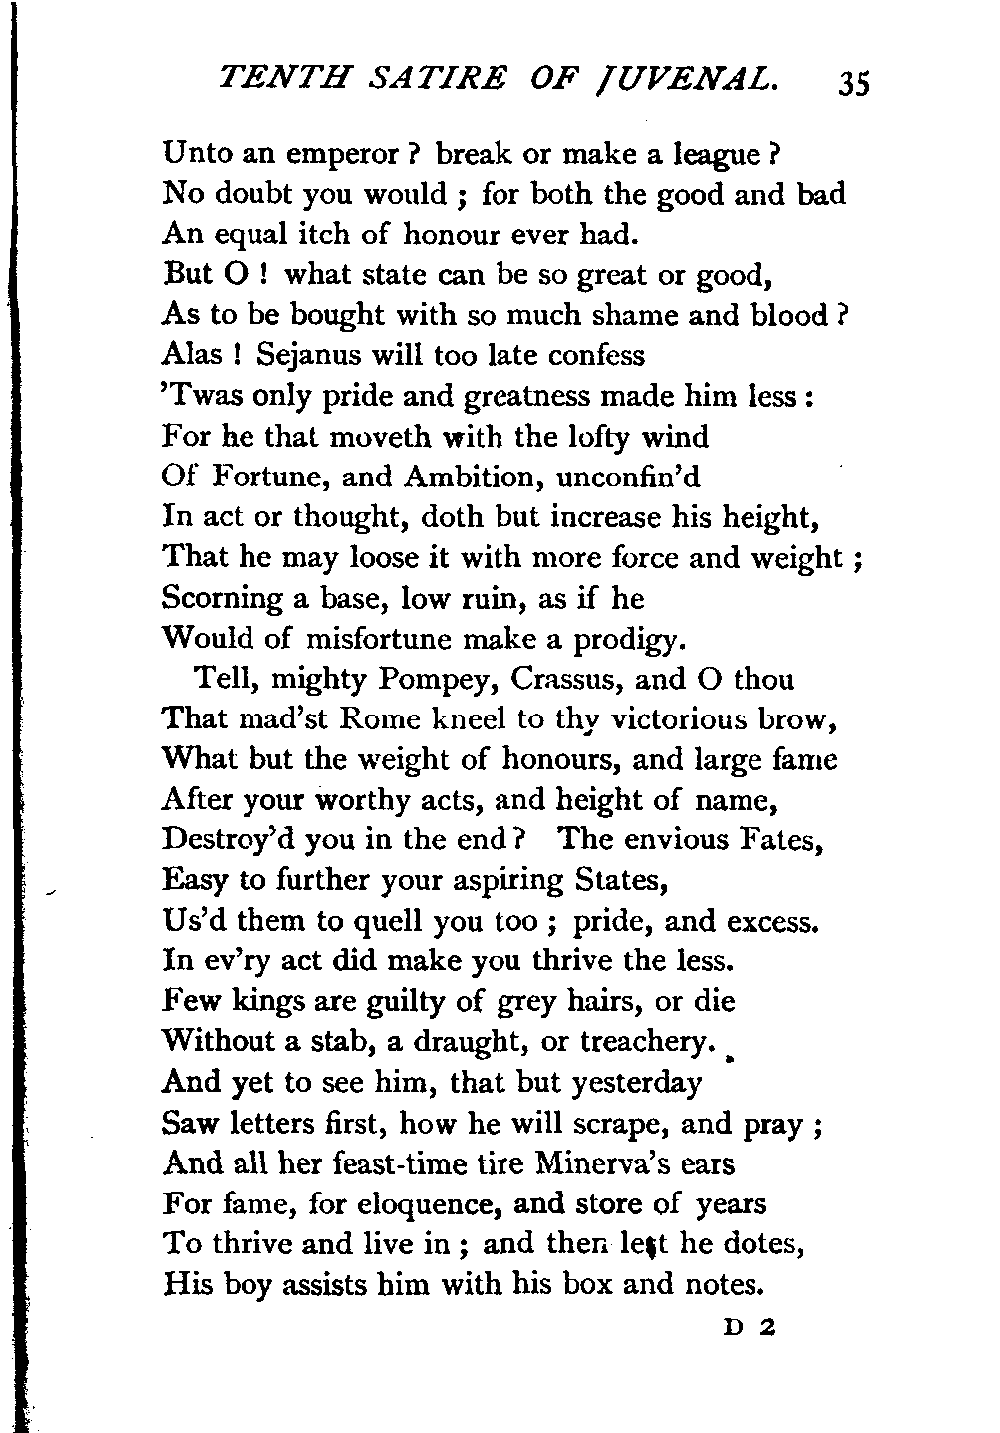 TENTH SATIRE OF JUVENAL. 35
Unto an emperor ? break or make a league ?
No doubt you would ; for both the good and bad
An equal itch of honour ever had.
But O ! what state can be so great or good,
As to be bought with so much shame and blood ?
Alas ! Sejanus will too late confess
’Twas only pride and greatness made him less :
For he that moveth with the lofty wind
Of Fortune, and Ambition, unconfin’d
In act or thought, doth but increase his height,
That he may loose it with more force and weight ;
Scorning a base, low ruin, as if he
Would of misfortune make a prodigy.
Tell, mighty Pompey, Crassus, and O thou
That mad’st Rome kneel to thy victorious brow,
What but the weight of honours, and large fame
After your worthy acts, and height of name,
Destroy’d you in the end ? The envious Fates,
Easy to further your aspiring States,
Us’d them to quell you too ; pride, and excess.
In ev’ry act did make you thrive the less.
Few kings are guilty of grey hairs, or die
Without a stab, a draught, or treachery.
And yet to see him, that but yesterday
Saw letters first, how he will scrape, and pray ;
And all her feast-time tire Minerva’s ears
For fame, for eloquence, and store of years
To thrive and live in ; and then lest he dotes,
His boy assists him with his box and notes.
D 2